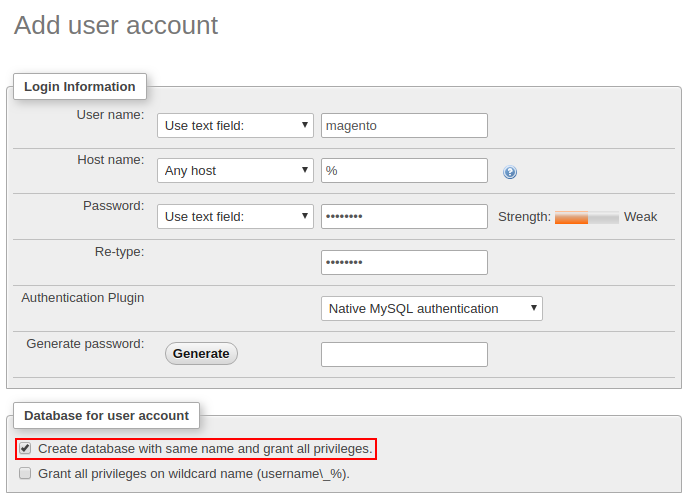 Add user account
Login Information
User name: Use text field: magento
Host name: Any host %
Password: Use text field: •••••••• Strength: Weak
Re-type: ••••••••
Authentication Plugin Native MySQL authentication
Generate password: Generate
Database for user account
Create database with same name and grant all privileges.
Grant all privileges on wildcard name (username\_%).